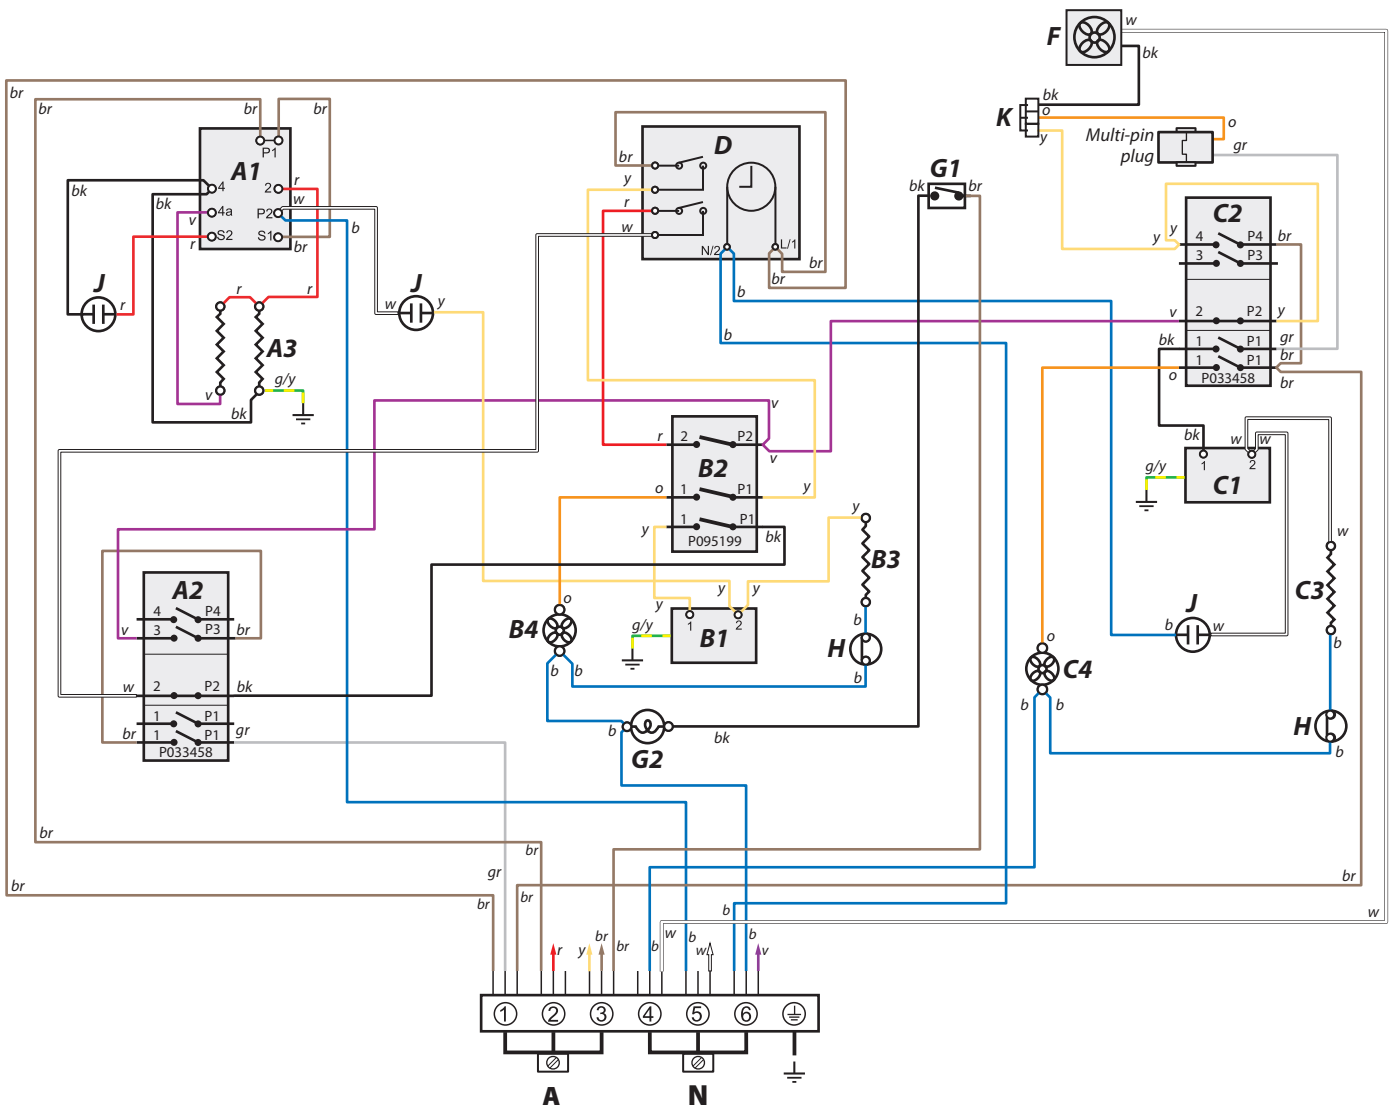 F
w
bk
br
br
br
br
bk
o
y
K
Multi-pin
plug
o
gr
P1
A1
D
G1
bk
br
br
y
r
w
N/2
L/1
br
br
b
b
4
2
4a
P2
S2
S1
r
w
b
br
bk
bk
v
r
J
r
J
w
y
A3
g/y
v
bk
C2
y
y
4
P4
br
3
P3
v
2
P2
y
bk
1
P1
gr
br
1
P1
o
P033458
br
v
r
2
P2
v
B2
o
1
P1
y
y
1
P1
bk
P095199
bk
w
w
1
2
g/y
C1
w
y
B3
A2
4
P4
v
3
P3
br
w
2
P2
bk
1
P1
br
1
P1
gr
P033458
o
B4
b
b
y
y
y
1
2
g/y
B1
b
H
b
C3
b
J
b
w
o
C4
b
b
H
b
b
G2
bk
br
br
gr
br
br
br
br
br
w
r
y
br
br
b
w
b
w
b
b
v
1
2
3
4
5
6
A
N